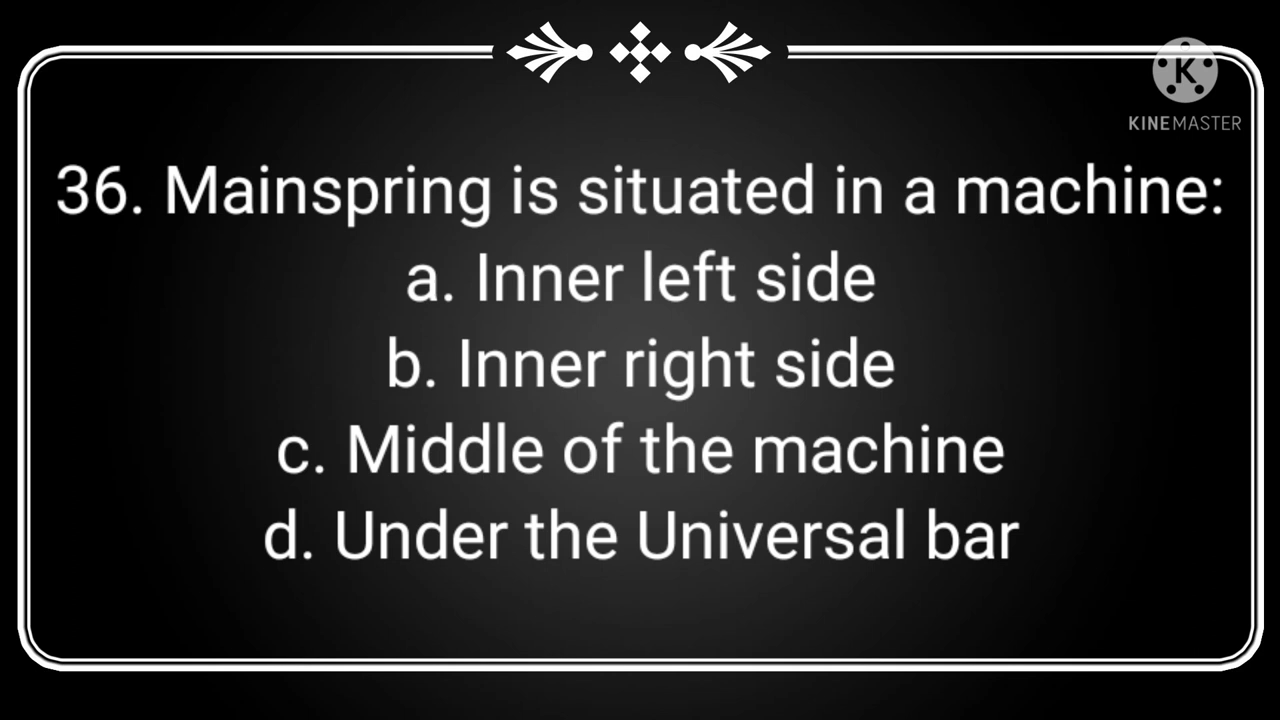 K
KINEMASTER
36. Mainspring is situated in a machine:
a. Inner left side
b. Inner right side
c. Middle of the machine
d. Under the Universal bar